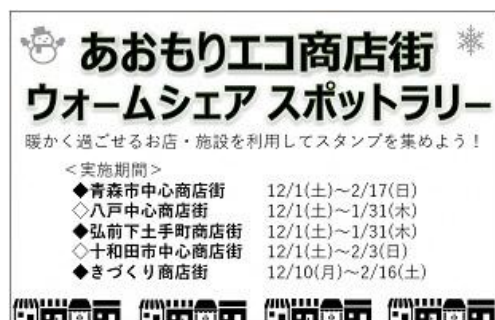 あおもりエコ商店街
ウォームシェア スポットラリー
暖かく過ごせるお店・施設を利用してスタンプを集めよう！
＜実施期間＞
◆青森市中心商店街 12/1(土)～2/17(日)
◇八戸中心商店街 12/1(土)～1/31(木)
◆弘前下土手町商店街 12/1(土)～1/31(木)
◇十和田市中心商店街 12/1(土)～2/3(日)
◆きづくり商店街 12/10(月)～2/16(土)